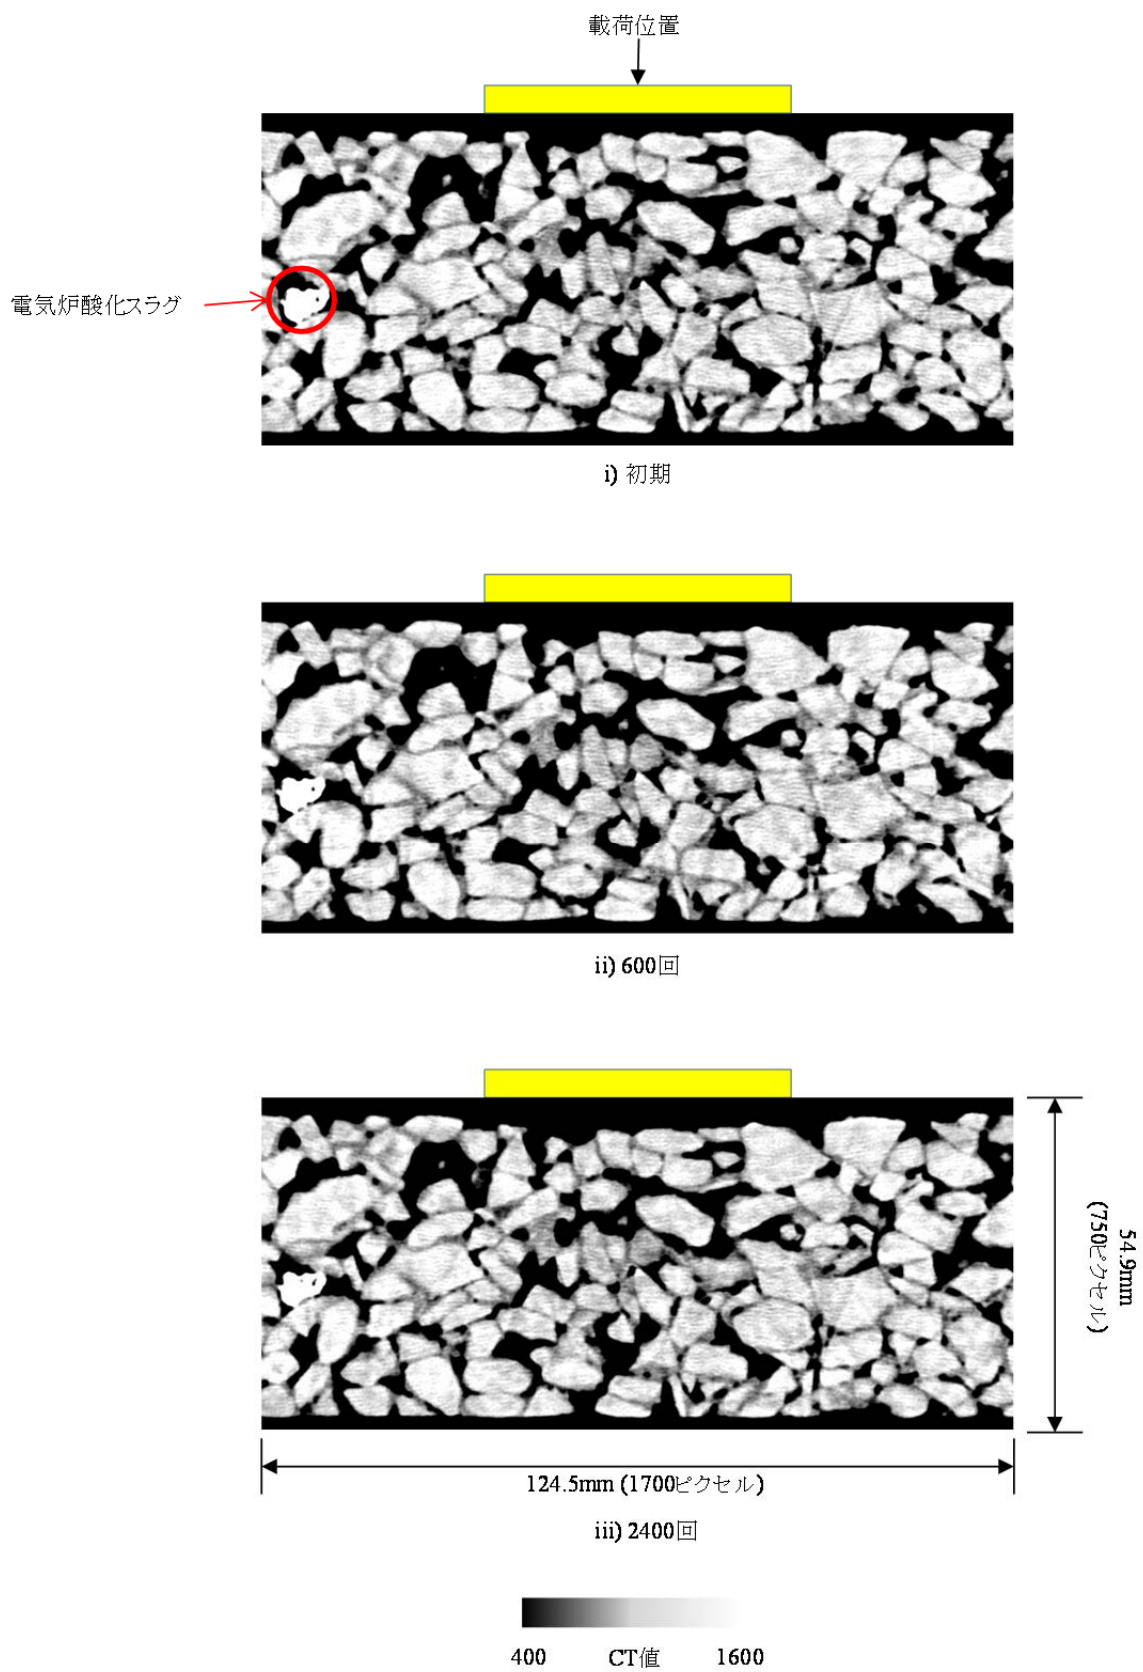 載荷位置
電気炉酸化スラグ
i) 初期
ii) 600回
54.9mm
(750ピクセル)
124.5mm (1700ピクセル)
iii) 2400回
400 CT値 1600